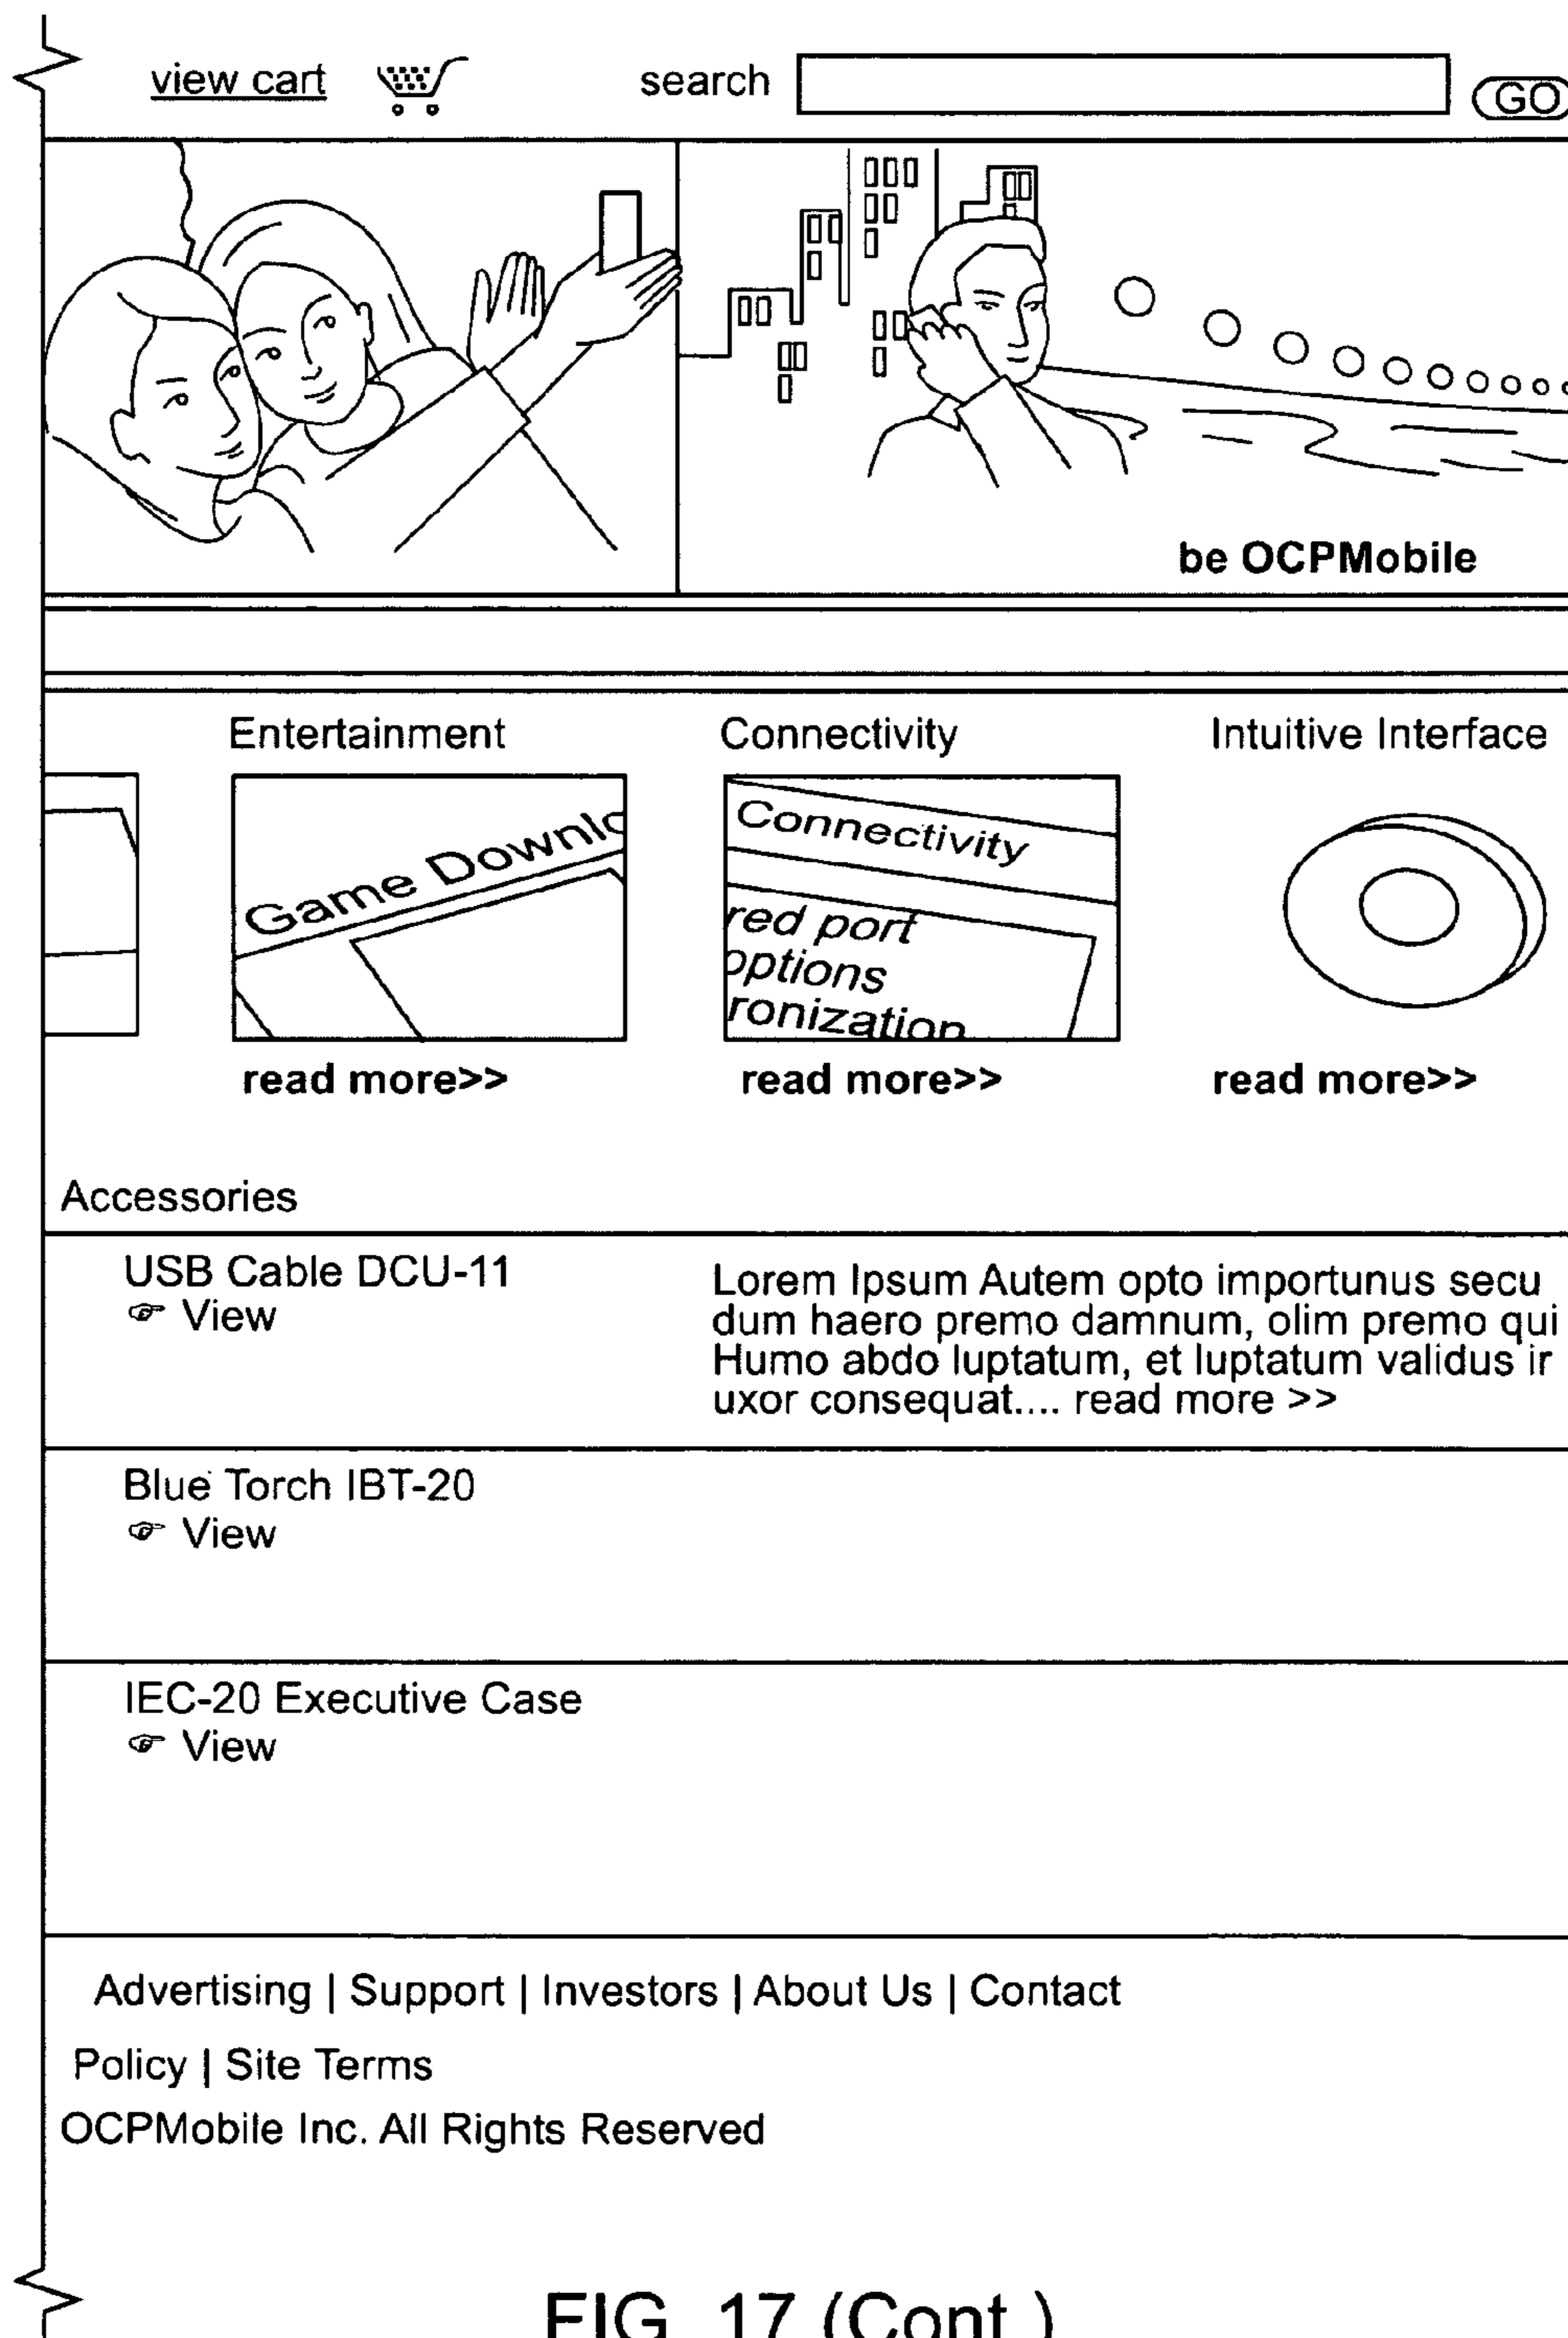 view cart search GO
be OCPMobile
Entertainment Connectivity Intuitive Interface
Game Downlo
Connectivity
red port
options
ronization
read more>> read more>> read more>>
Accessories
USB Cable DCU-11
☞ View
Lorem Ipsum Autem opto importunus secu
dum haero premo damnum, olim premo qui
Humo abdo luptatum, et luptatum validus ir
uxor consequat.... read more >>
Blue Torch IBT-20
☞ View
IEC-20 Executive Case
☞ View
Advertising | Support | Investors | About Us | Contact
Policy | Site Terms
OCPMobile Inc. All Rights Reserved
FIG. 17 (Cont.)